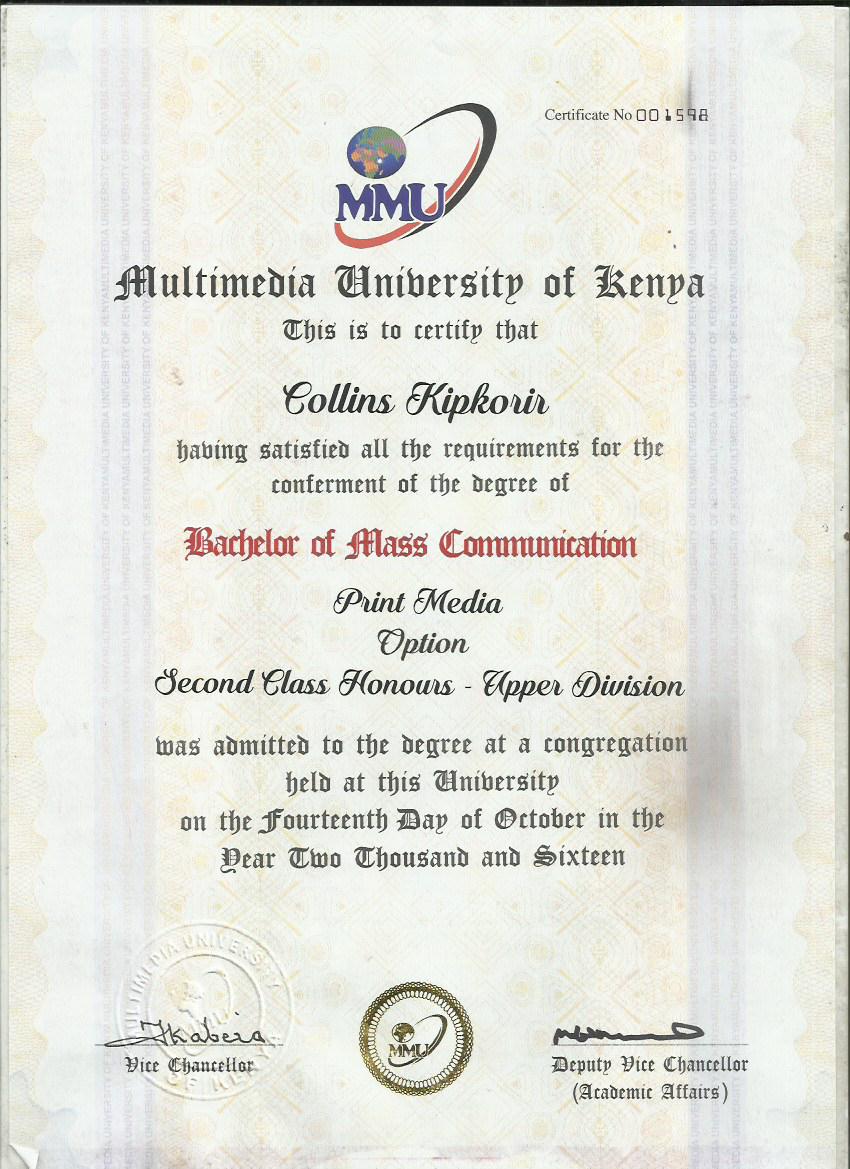 Certificate No 001598
MMU
Multimedia University of Kenya
This is to certify that
Collins Kipkorir
having satisfied all the requirements for the
conferment of the degree of
Bachelor of Mass Communication
Print Media
Option
Second Class Honours - Upper Division
was admitted to the degree at a congregation
held at this University
on the Fourteenth Day of October in the
Year Two Thousand and Sixteen
MULTIMEDIA UNIVERSITY
OF KENYA
MMU
Vice Chancellor
Deputy Vice Chancellor
(Academic Affairs)